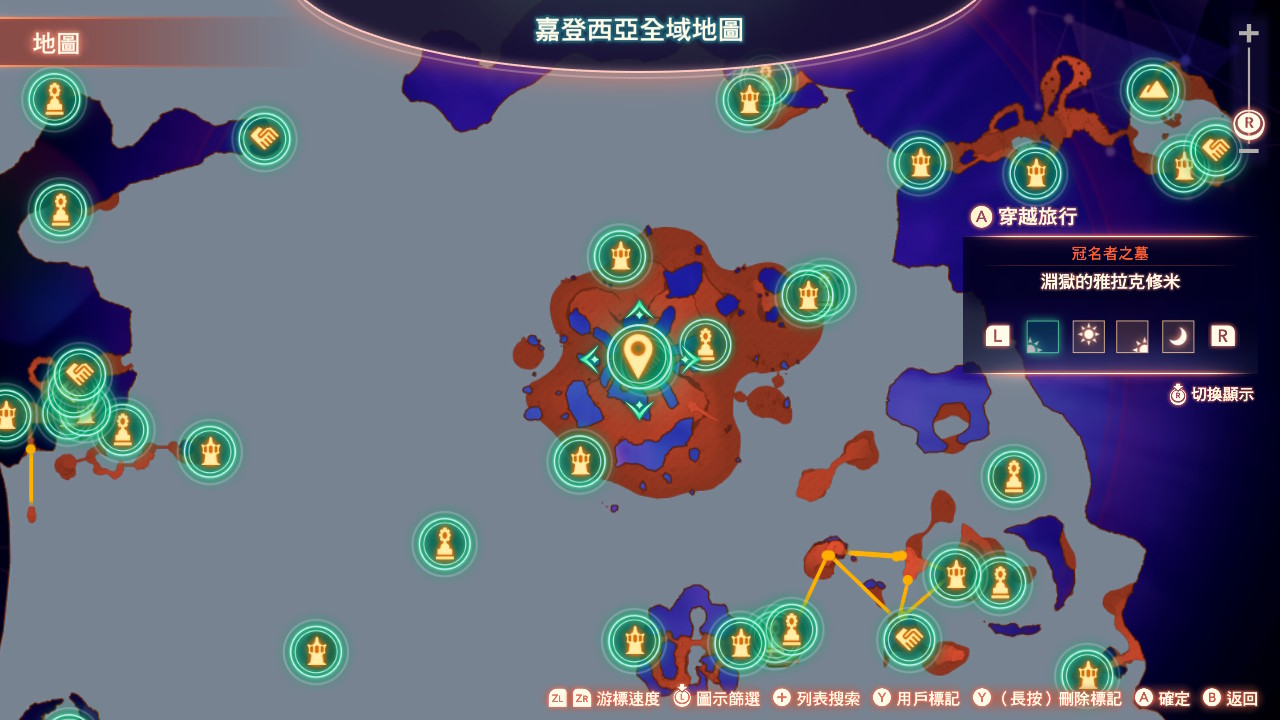 嘉登西亞全域地圖
地圖
R
A 穿越旅行
冠名者之墓
淵獄的雅拉克修米
L R
R 切換顯示
ZL ZR 游標速度 L 圖示篩選 列表搜索 Y 用戶標記 Y（長按）刪除標記 A 確定 B 返回